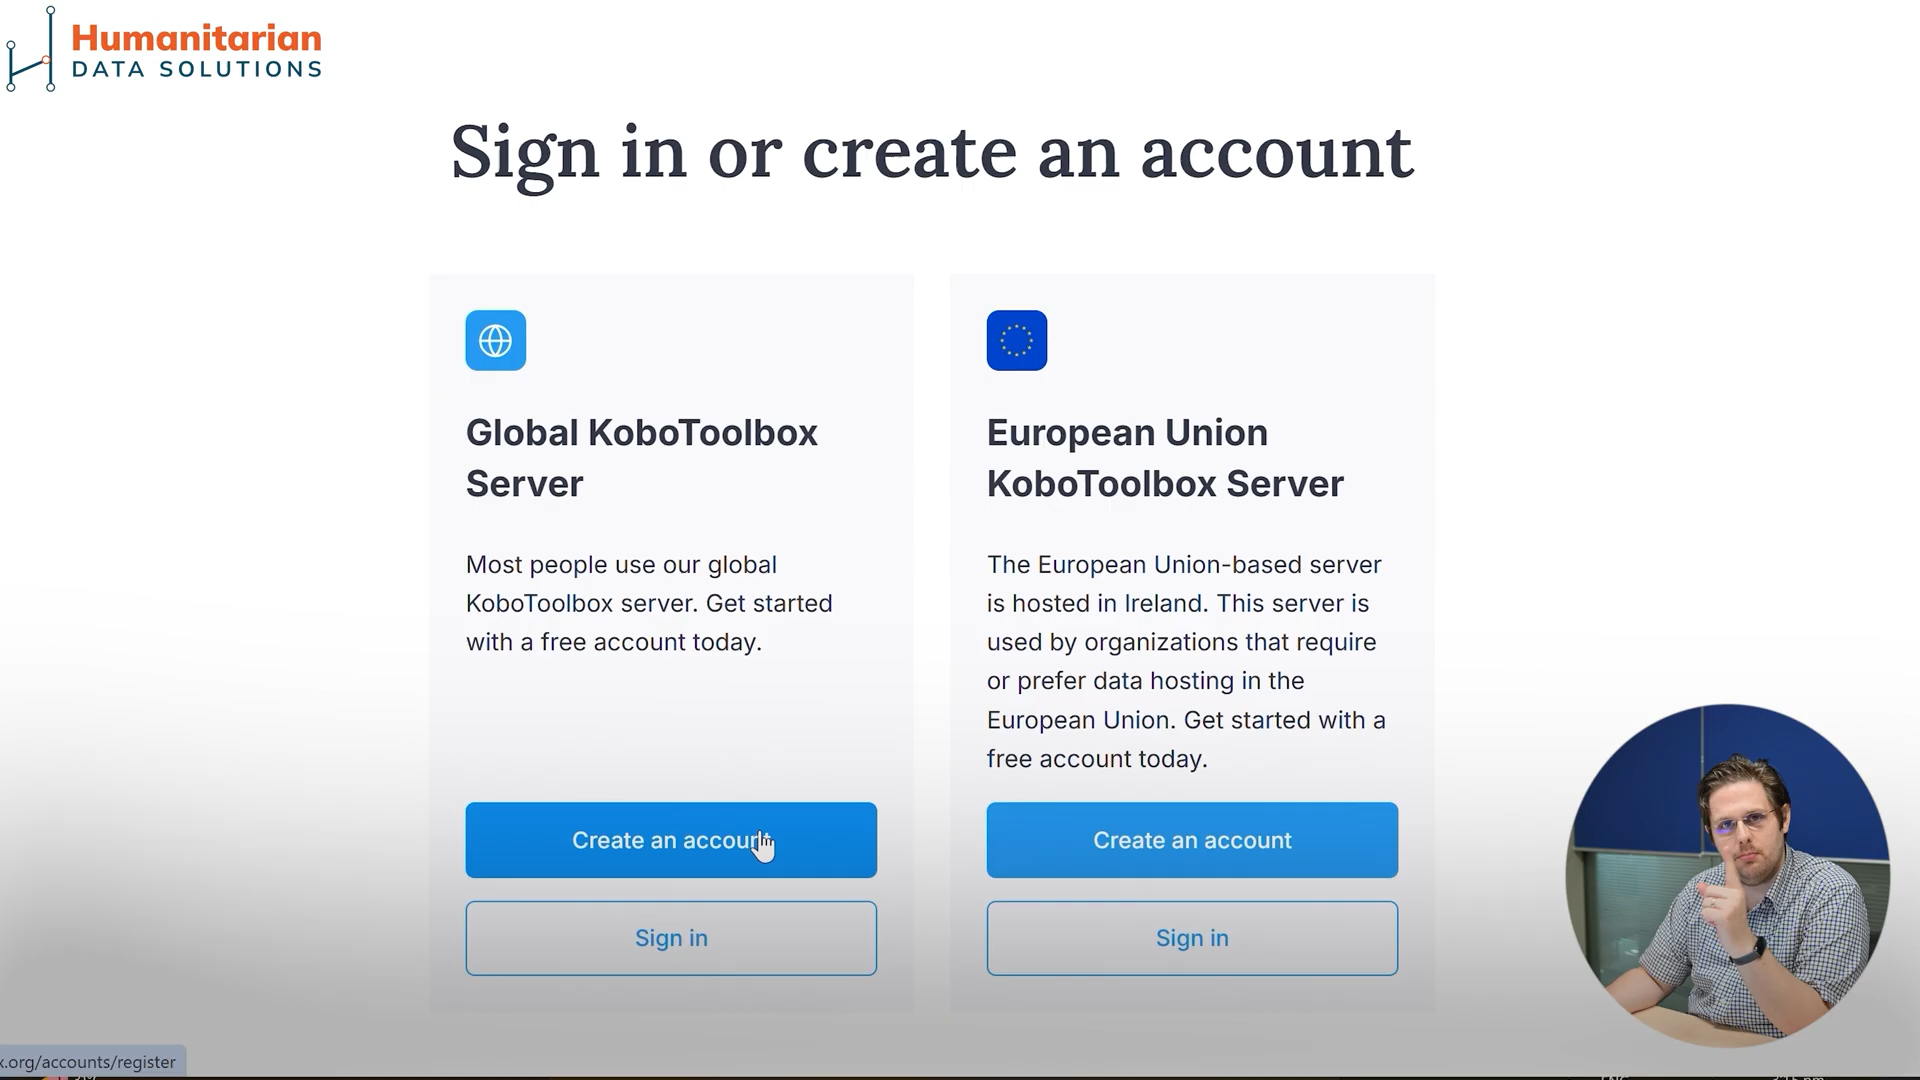 Humanitarian
DATA SOLUTIONS
Sign in or create an account
Global KoboToolbox
Server
Most people use our global
KoboToolbox server. Get started
with a free account today.
Create an account
Sign in
European Union
KoboToolbox Server
The European Union-based server
is hosted in Ireland. This server is
used by organizations that require
or prefer data hosting in the
European Union. Get started with a
free account today.
Create an account
Sign in
x.org/accounts/register